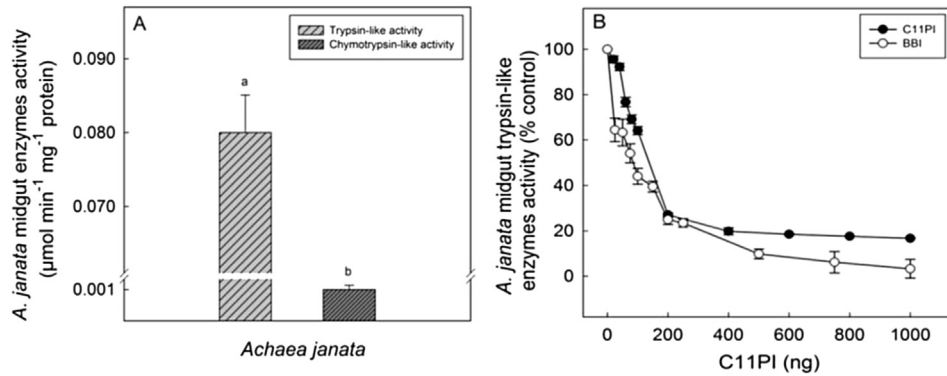 A
Trypsin-like activity
Chymotrypsin-like activity
A. janata midgut enzymes activity
(μmol min⁻¹ mg⁻¹ protein)
0.090
0.080
0.070
0.001
a
b
Achaea janata
B
C11PI
BBI
A. janata midgut trypsin-like
enzymes activity (% control)
100
80
60
40
20
0
0 200 400 600 800 1000
C11PI (ng)